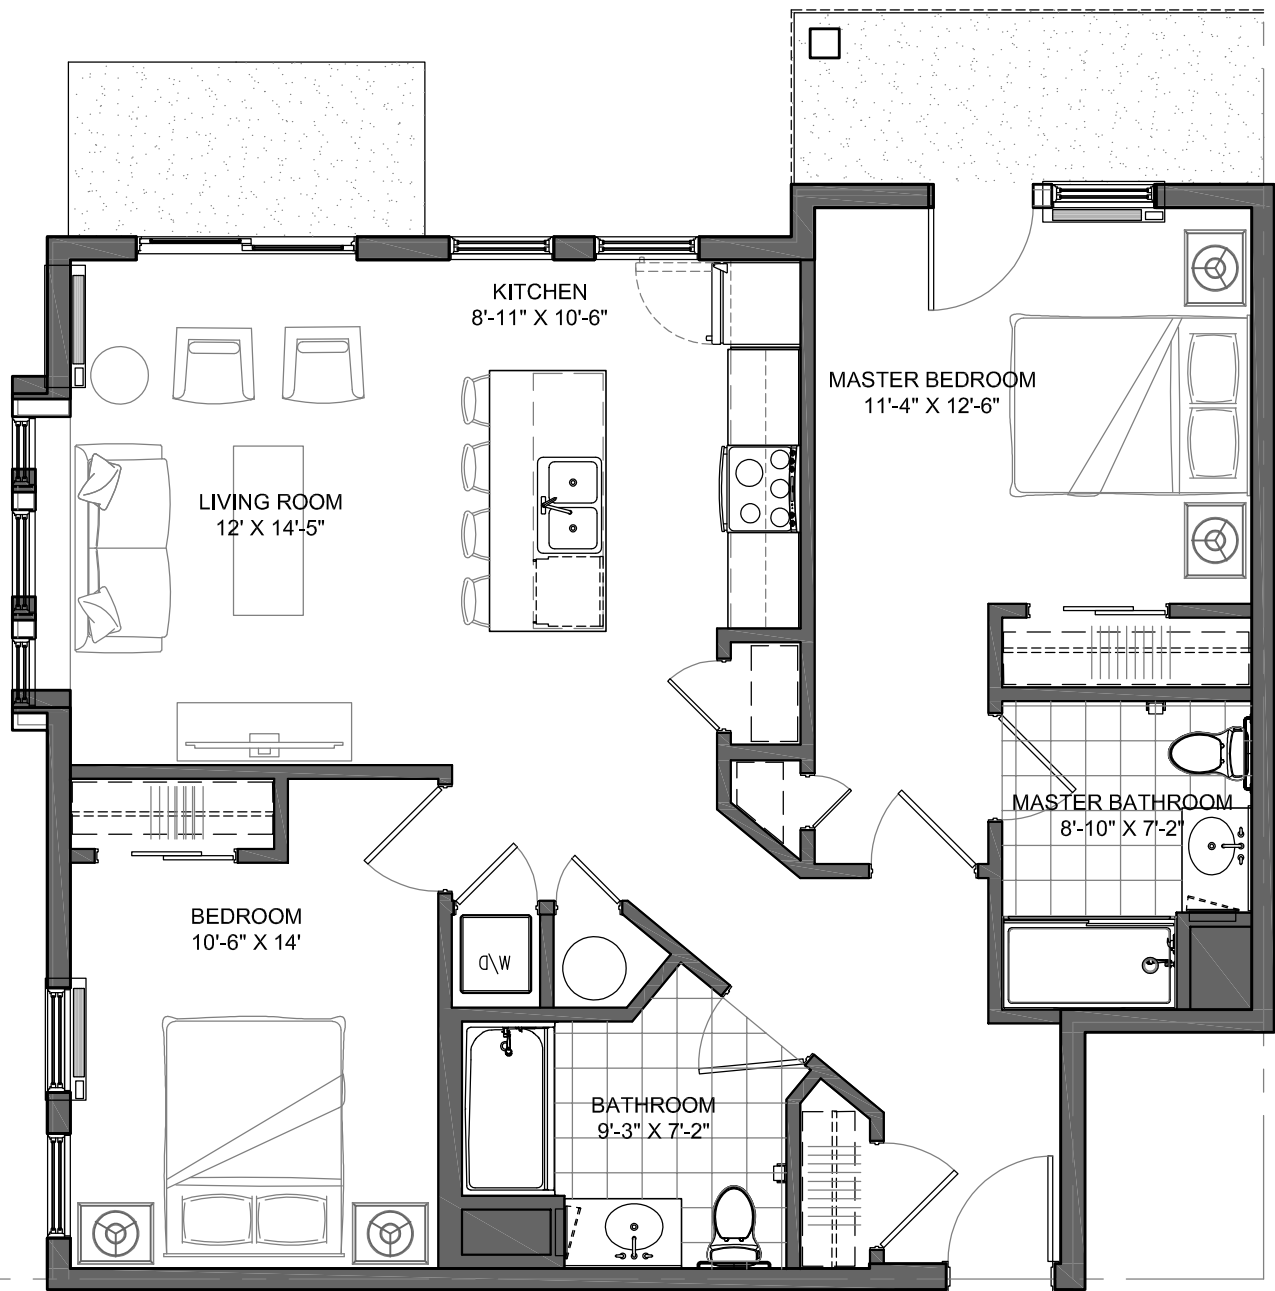 KITCHEN
8'-11" X 10'-6"
MASTER BEDROOM
11'-4" X 12'-6"
LIVING ROOM
12' X 14'-5"
MASTER BATHROOM
8'-10" X 7'-2"
BEDROOM
10'-6" X 14'
W/D
BATHROOM
9'-3" X 7'-2"